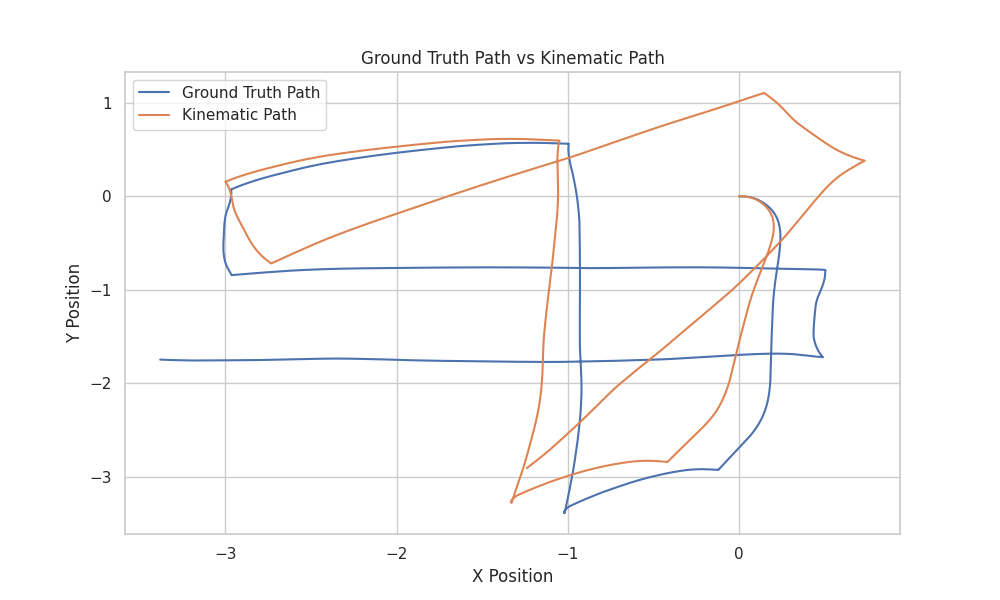 Ground Truth Path vs Kinematic Path
Ground Truth Path
Kinematic Path
Y Position
1
0
−1
−2
−3
−3
−2
−1
0
X Position